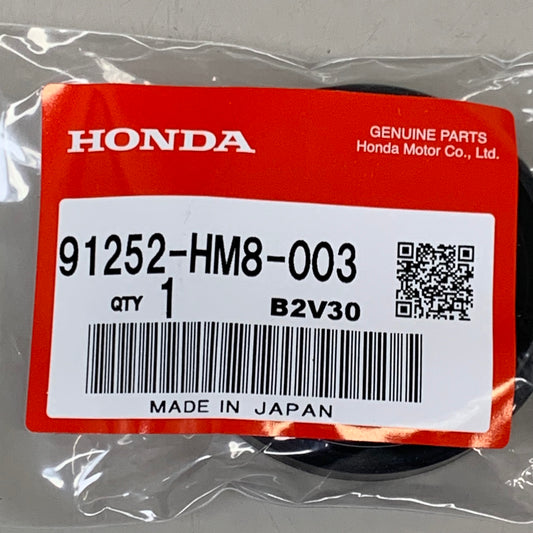 HONDA
GENUINE PARTS
Honda Motor Co., Ltd.
91252-HM8-003
QTY 1 B2V30
MADE IN JAPAN